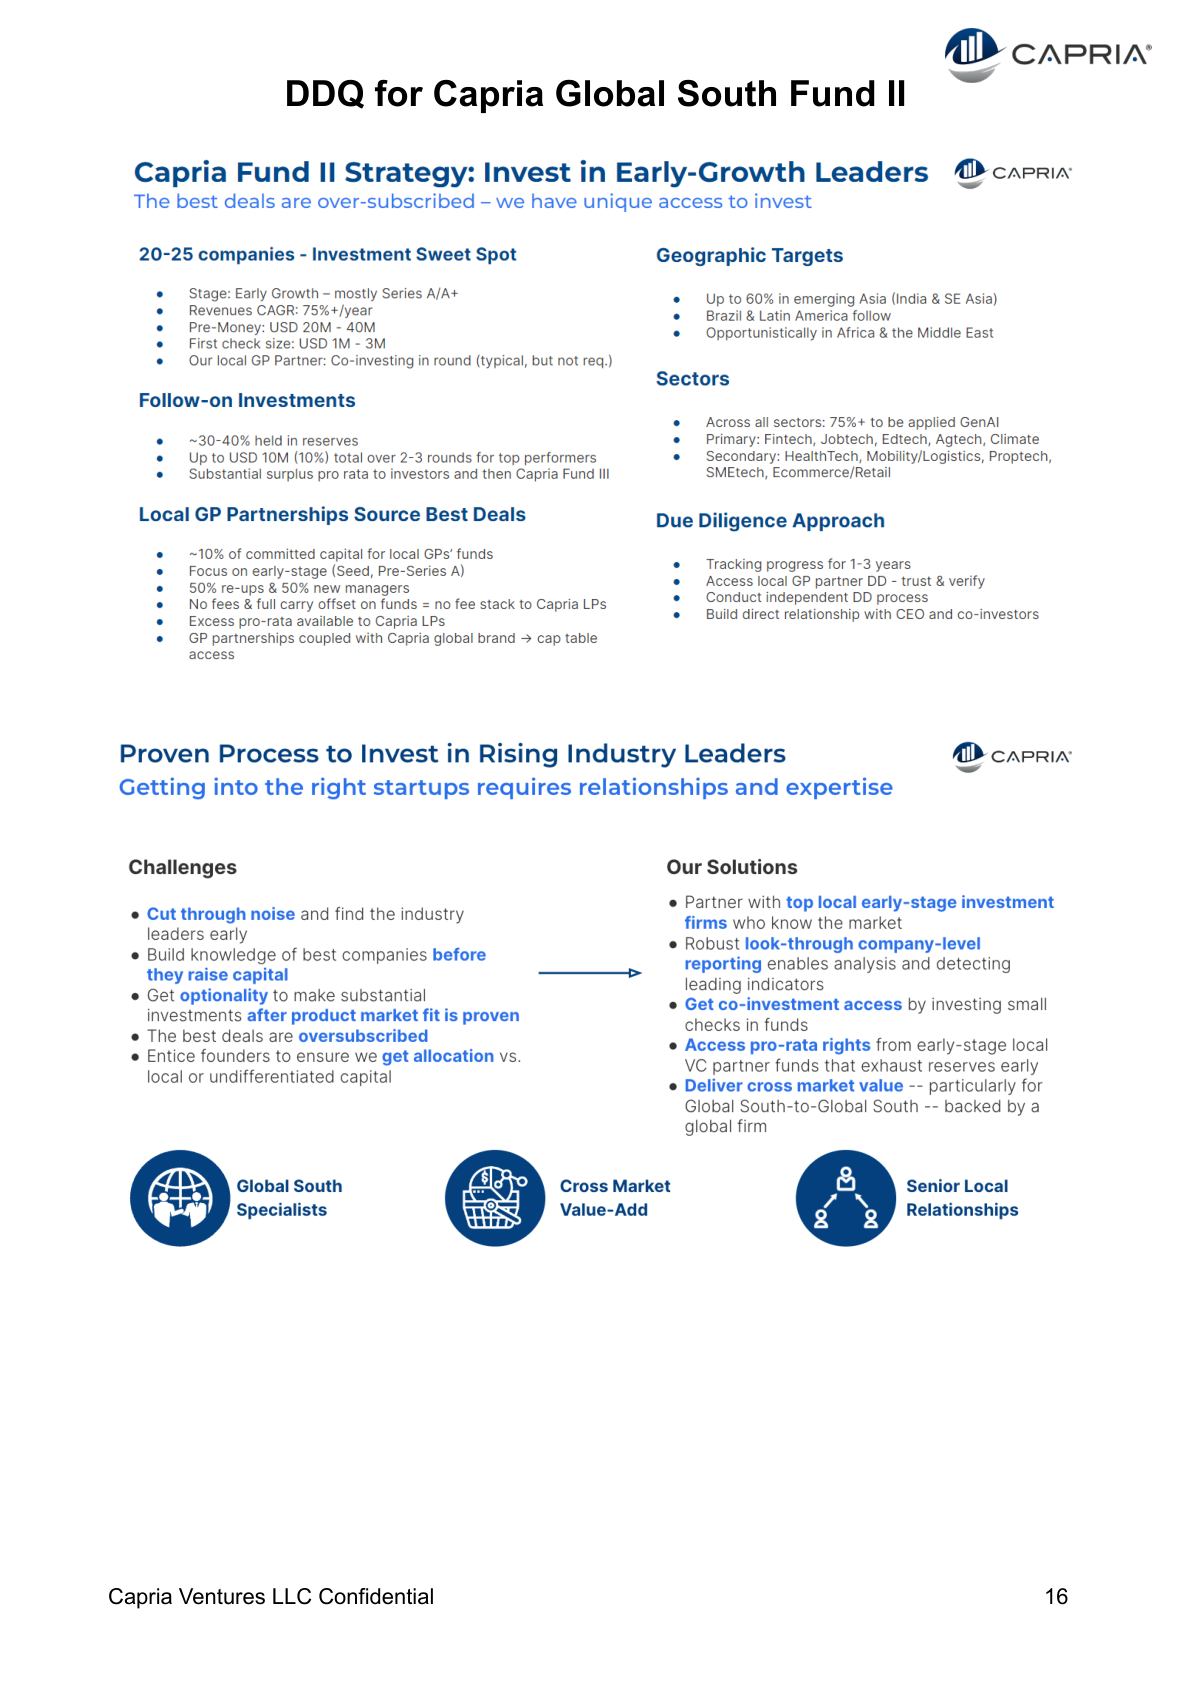 CAPRIA®
DDQ for Capria Global South Fund II
Capria Fund II Strategy: Invest in Early-Growth Leaders
CAPRIA®
The best deals are over-subscribed – we have unique access to invest
20-25 companies - Investment Sweet Spot
● Stage: Early Growth – mostly Series A/A+
● Revenues CAGR: 75%+/year
● Pre-Money: USD 20M - 40M
● First check size: USD 1M - 3M
● Our local GP Partner: Co-investing in round (typical, but not req.)
Follow-on Investments
● ~30-40% held in reserves
● Up to USD 10M (10%) total over 2-3 rounds for top performers
● Substantial surplus pro rata to investors and then Capria Fund III
Local GP Partnerships Source Best Deals
● ~10% of committed capital for local GPs' funds
● Focus on early-stage (Seed, Pre-Series A)
● 50% re-ups & 50% new managers
● No fees & full carry offset on funds = no fee stack to Capria LPs
● Excess pro-rata available to Capria LPs
● GP partnerships coupled with Capria global brand → cap table
access
Geographic Targets
● Up to 60% in emerging Asia (India & SE Asia)
● Brazil & Latin America follow
● Opportunistically in Africa & the Middle East
Sectors
● Across all sectors: 75%+ to be applied GenAI
● Primary: Fintech, Jobtech, Edtech, Agtech, Climate
● Secondary: HealthTech, Mobility/Logistics, Proptech,
SMEtech, Ecommerce/Retail
Due Diligence Approach
● Tracking progress for 1-3 years
● Access local GP partner DD - trust & verify
● Conduct independent DD process
● Build direct relationship with CEO and co-investors
Proven Process to Invest in Rising Industry Leaders
CAPRIA®
Getting into the right startups requires relationships and expertise
Challenges
● Cut through noise and find the industry
leaders early
● Build knowledge of best companies before
they raise capital
● Get optionality to make substantial
investments after product market fit is proven
● The best deals are oversubscribed
● Entice founders to ensure we get allocation vs.
local or undifferentiated capital
Our Solutions
● Partner with top local early-stage investment
firms who know the market
● Robust look-through company-level
reporting enables analysis and detecting
leading indicators
● Get co-investment access by investing small
checks in funds
● Access pro-rata rights from early-stage local
VC partner funds that exhaust reserves early
● Deliver cross market value -- particularly for
Global South-to-Global South -- backed by a
global firm
Global South
Specialists
Cross Market
Value-Add
Senior Local
Relationships
Capria Ventures LLC Confidential
16